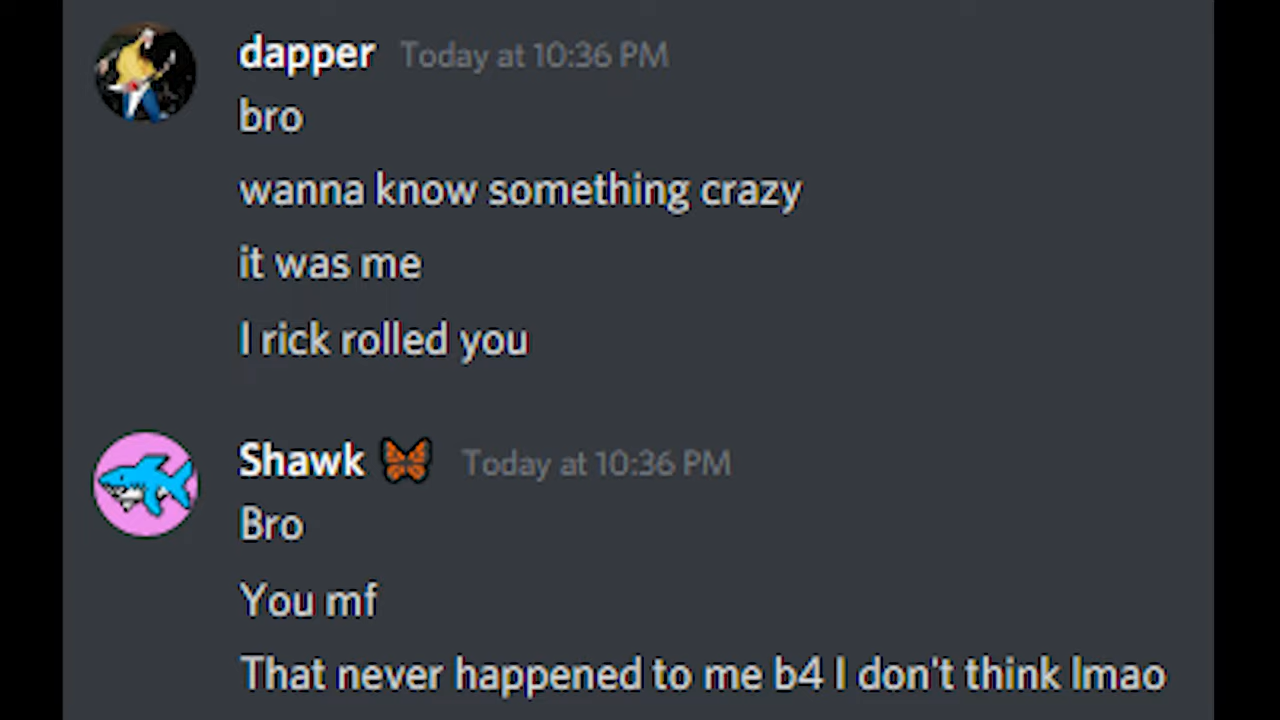 dapper Today at 10:36 PM
bro
wanna know something crazy
it was me
I rick rolled you
Shawk Today at 10:36 PM
Bro
You mf
That never happened to me b4 I don't think lmao